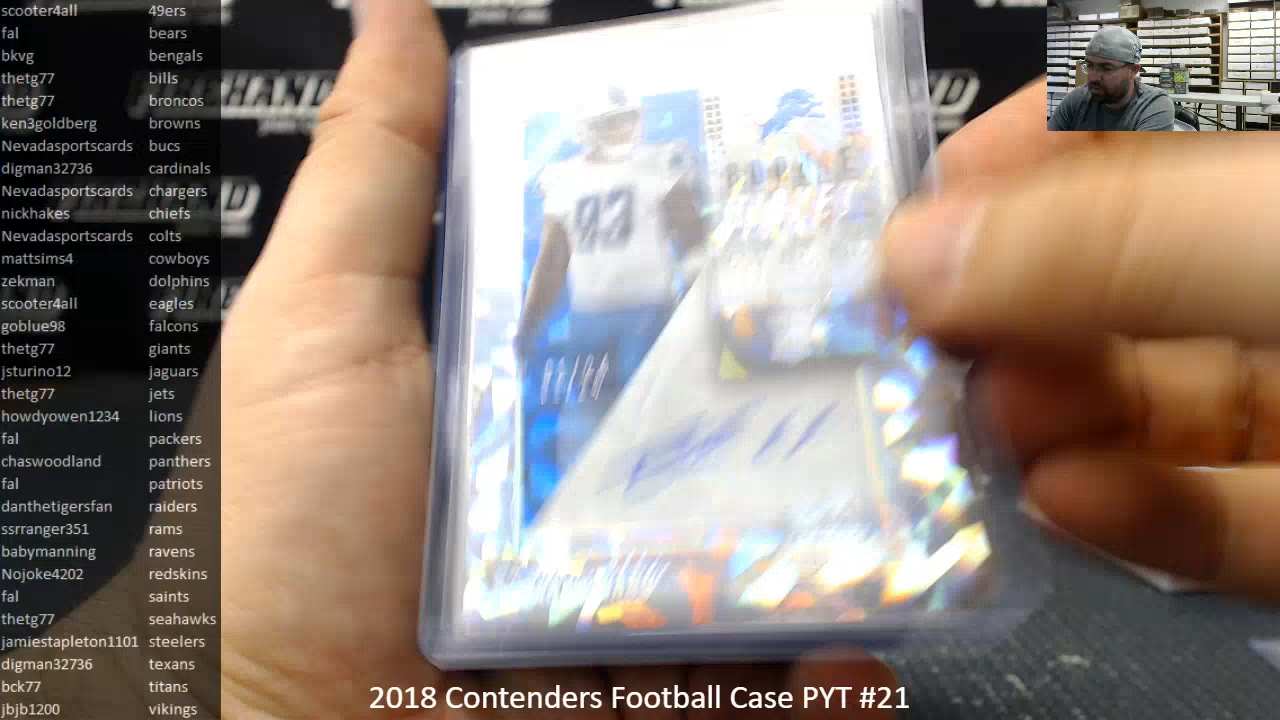 scooter4all 49ers
fal bears
bkvg bengals
thetg77 bills
thetg77 broncos
ken3goldberg browns
Nevadasportscards bucs
digman32736 cardinals
Nevadasportscards chargers
nickhakes chiefs
Nevadasportscards colts
mattsims4 cowboys
zekman dolphins
scooter4all eagles
goblue98 falcons
thetg77 giants
jsturino12 jaguars
thetg77 jets
howdyowen1234 lions
fal packers
chaswoodland panthers
fal patriots
danthetigersfan raiders
ssrranger351 rams
babymanning ravens
Nojoke4202 redskins
fal saints
thetg77 seahawks
jamiestapleton1101 steelers
digman32736 texans
bck77 titans
jbjb1200 vikings
93
ROOKIE
TICKET
2018 Contenders Football Case PYT #21